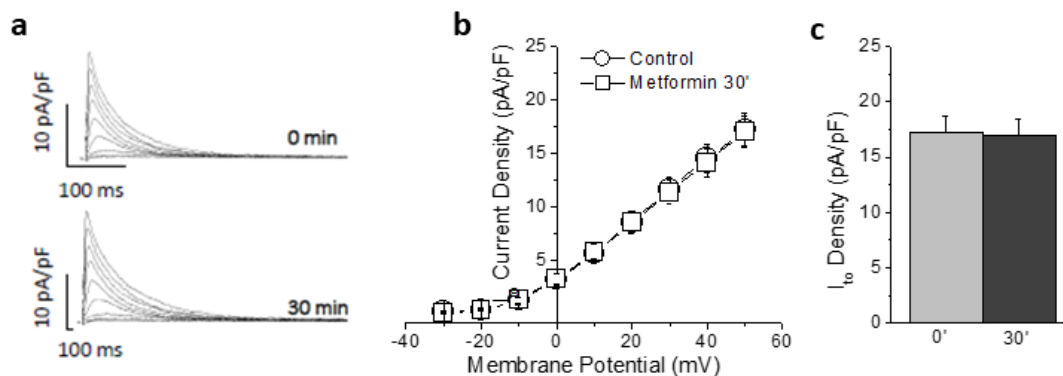 a
10 pA/pF
0 min
100 ms
10 pA/pF
30 min
100 ms
b
Current Density (pA/pF)
25
20
15
10
5
Control
Metformin 30'
-40 -20 0 20 40 60
Membrane Potential (mV)
c
Ito Density (pA/pF)
25
20
15
10
5
0
0' 30'